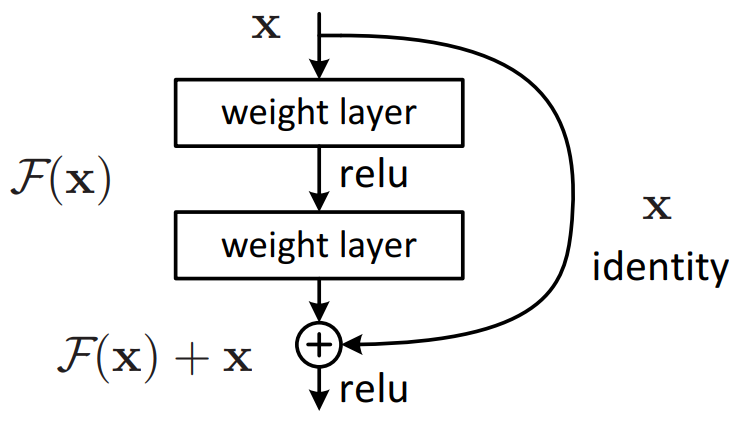 x
weight layer
relu
F(x)
x
identity
weight layer
F(x) + x
relu